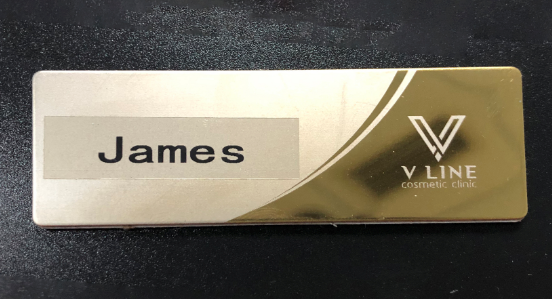 James
V LINE
cosmetic clinic